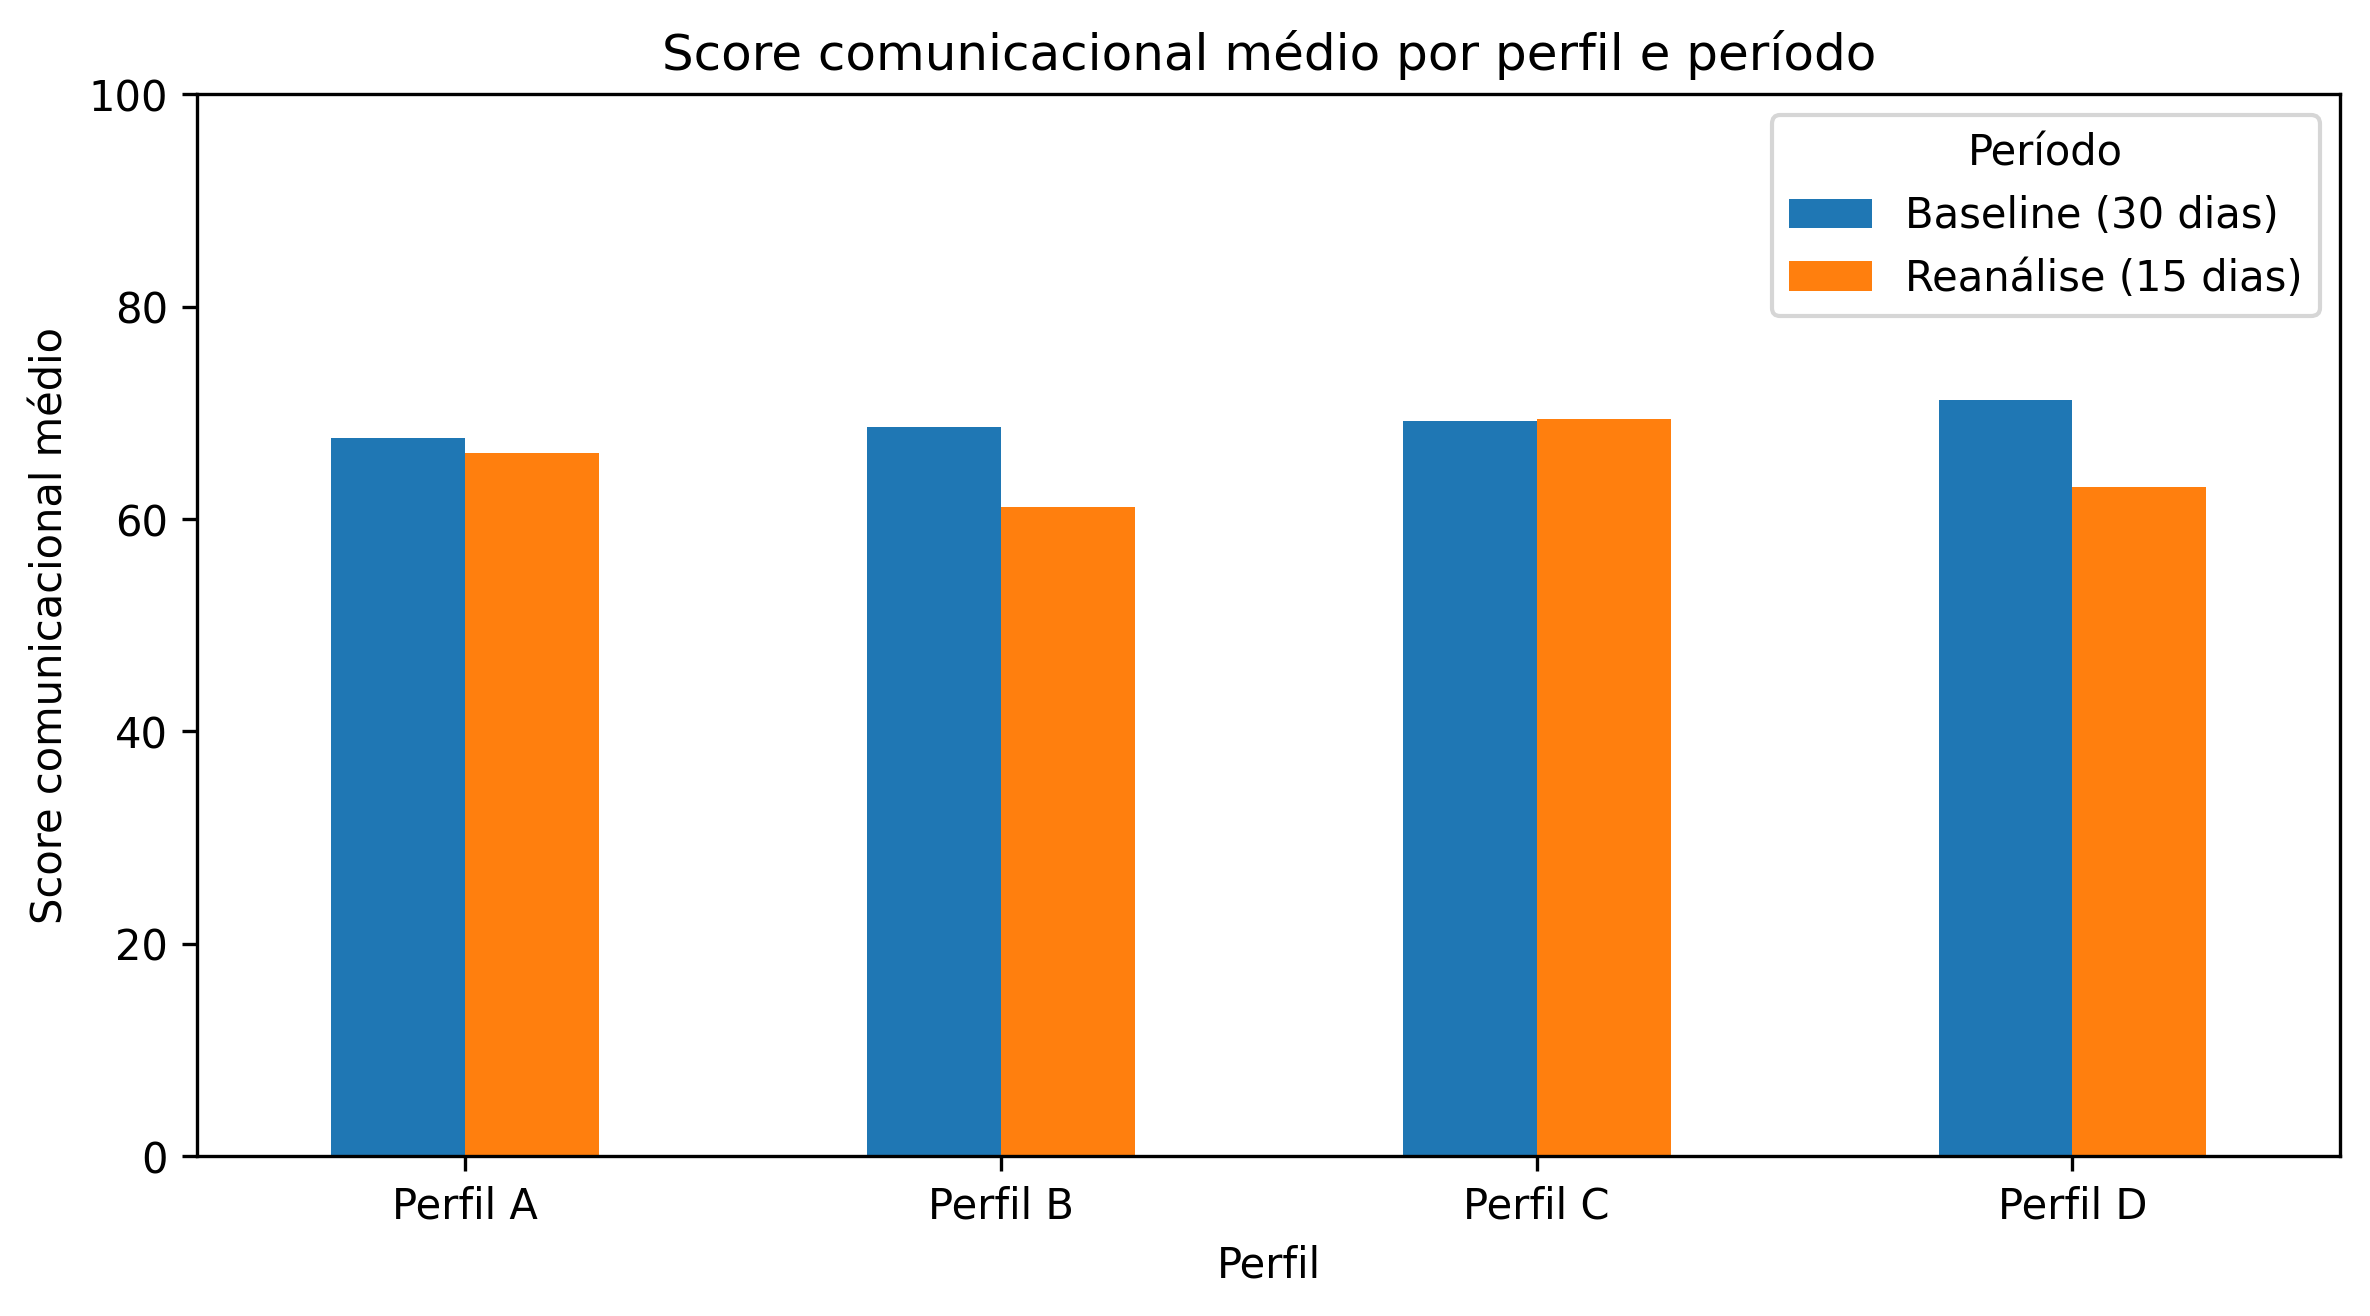 Score comunicacional médio por perfil e período
Score comunicacional médio
100
80
60
40
20
0
Período
Baseline (30 dias)
Reanálise (15 dias)
Perfil A
Perfil B
Perfil C
Perfil D
Perfil